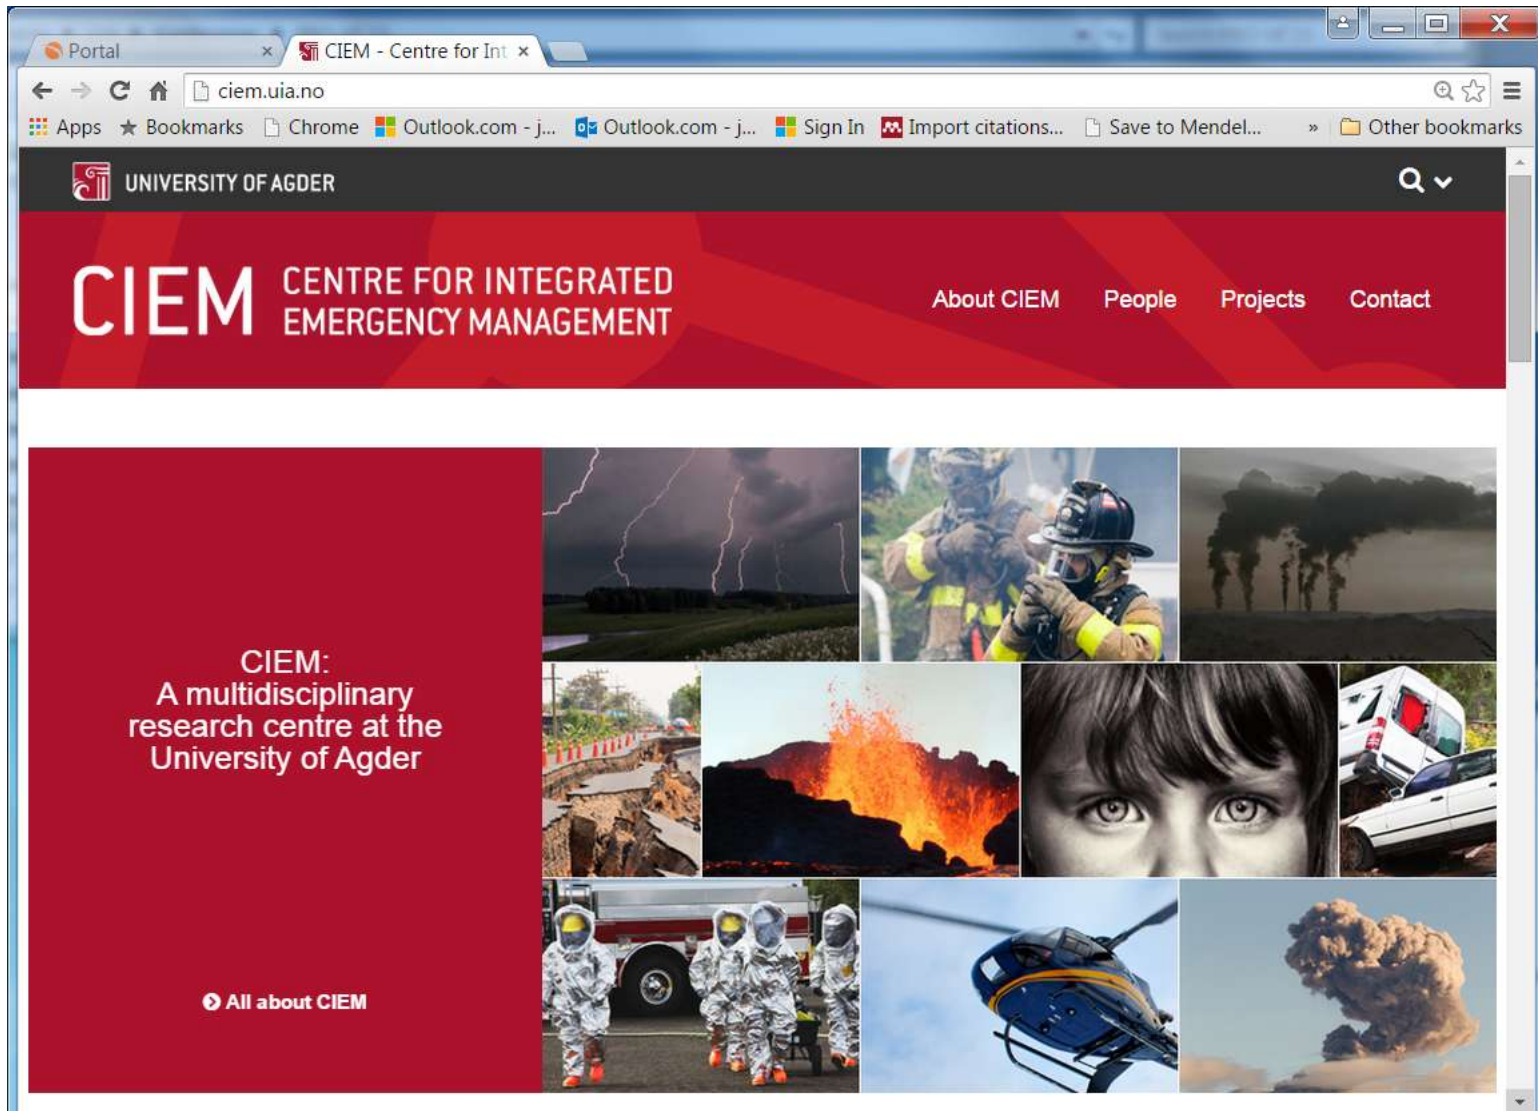 Portal
CIEM - Centre for Int
ciem.uia.no
Apps
Bookmarks
Chrome
Outlook.com - j...
Outlook.com - j...
Sign In
Import citations...
Save to Mendel...
»
Other bookmarks
UNIVERSITY OF AGDER
CIEM
CENTRE FOR INTEGRATED
EMERGENCY MANAGEMENT
About CIEM
People
Projects
Contact
CIEM:
A multidisciplinary
research centre at the
University of Agder
All about CIEM